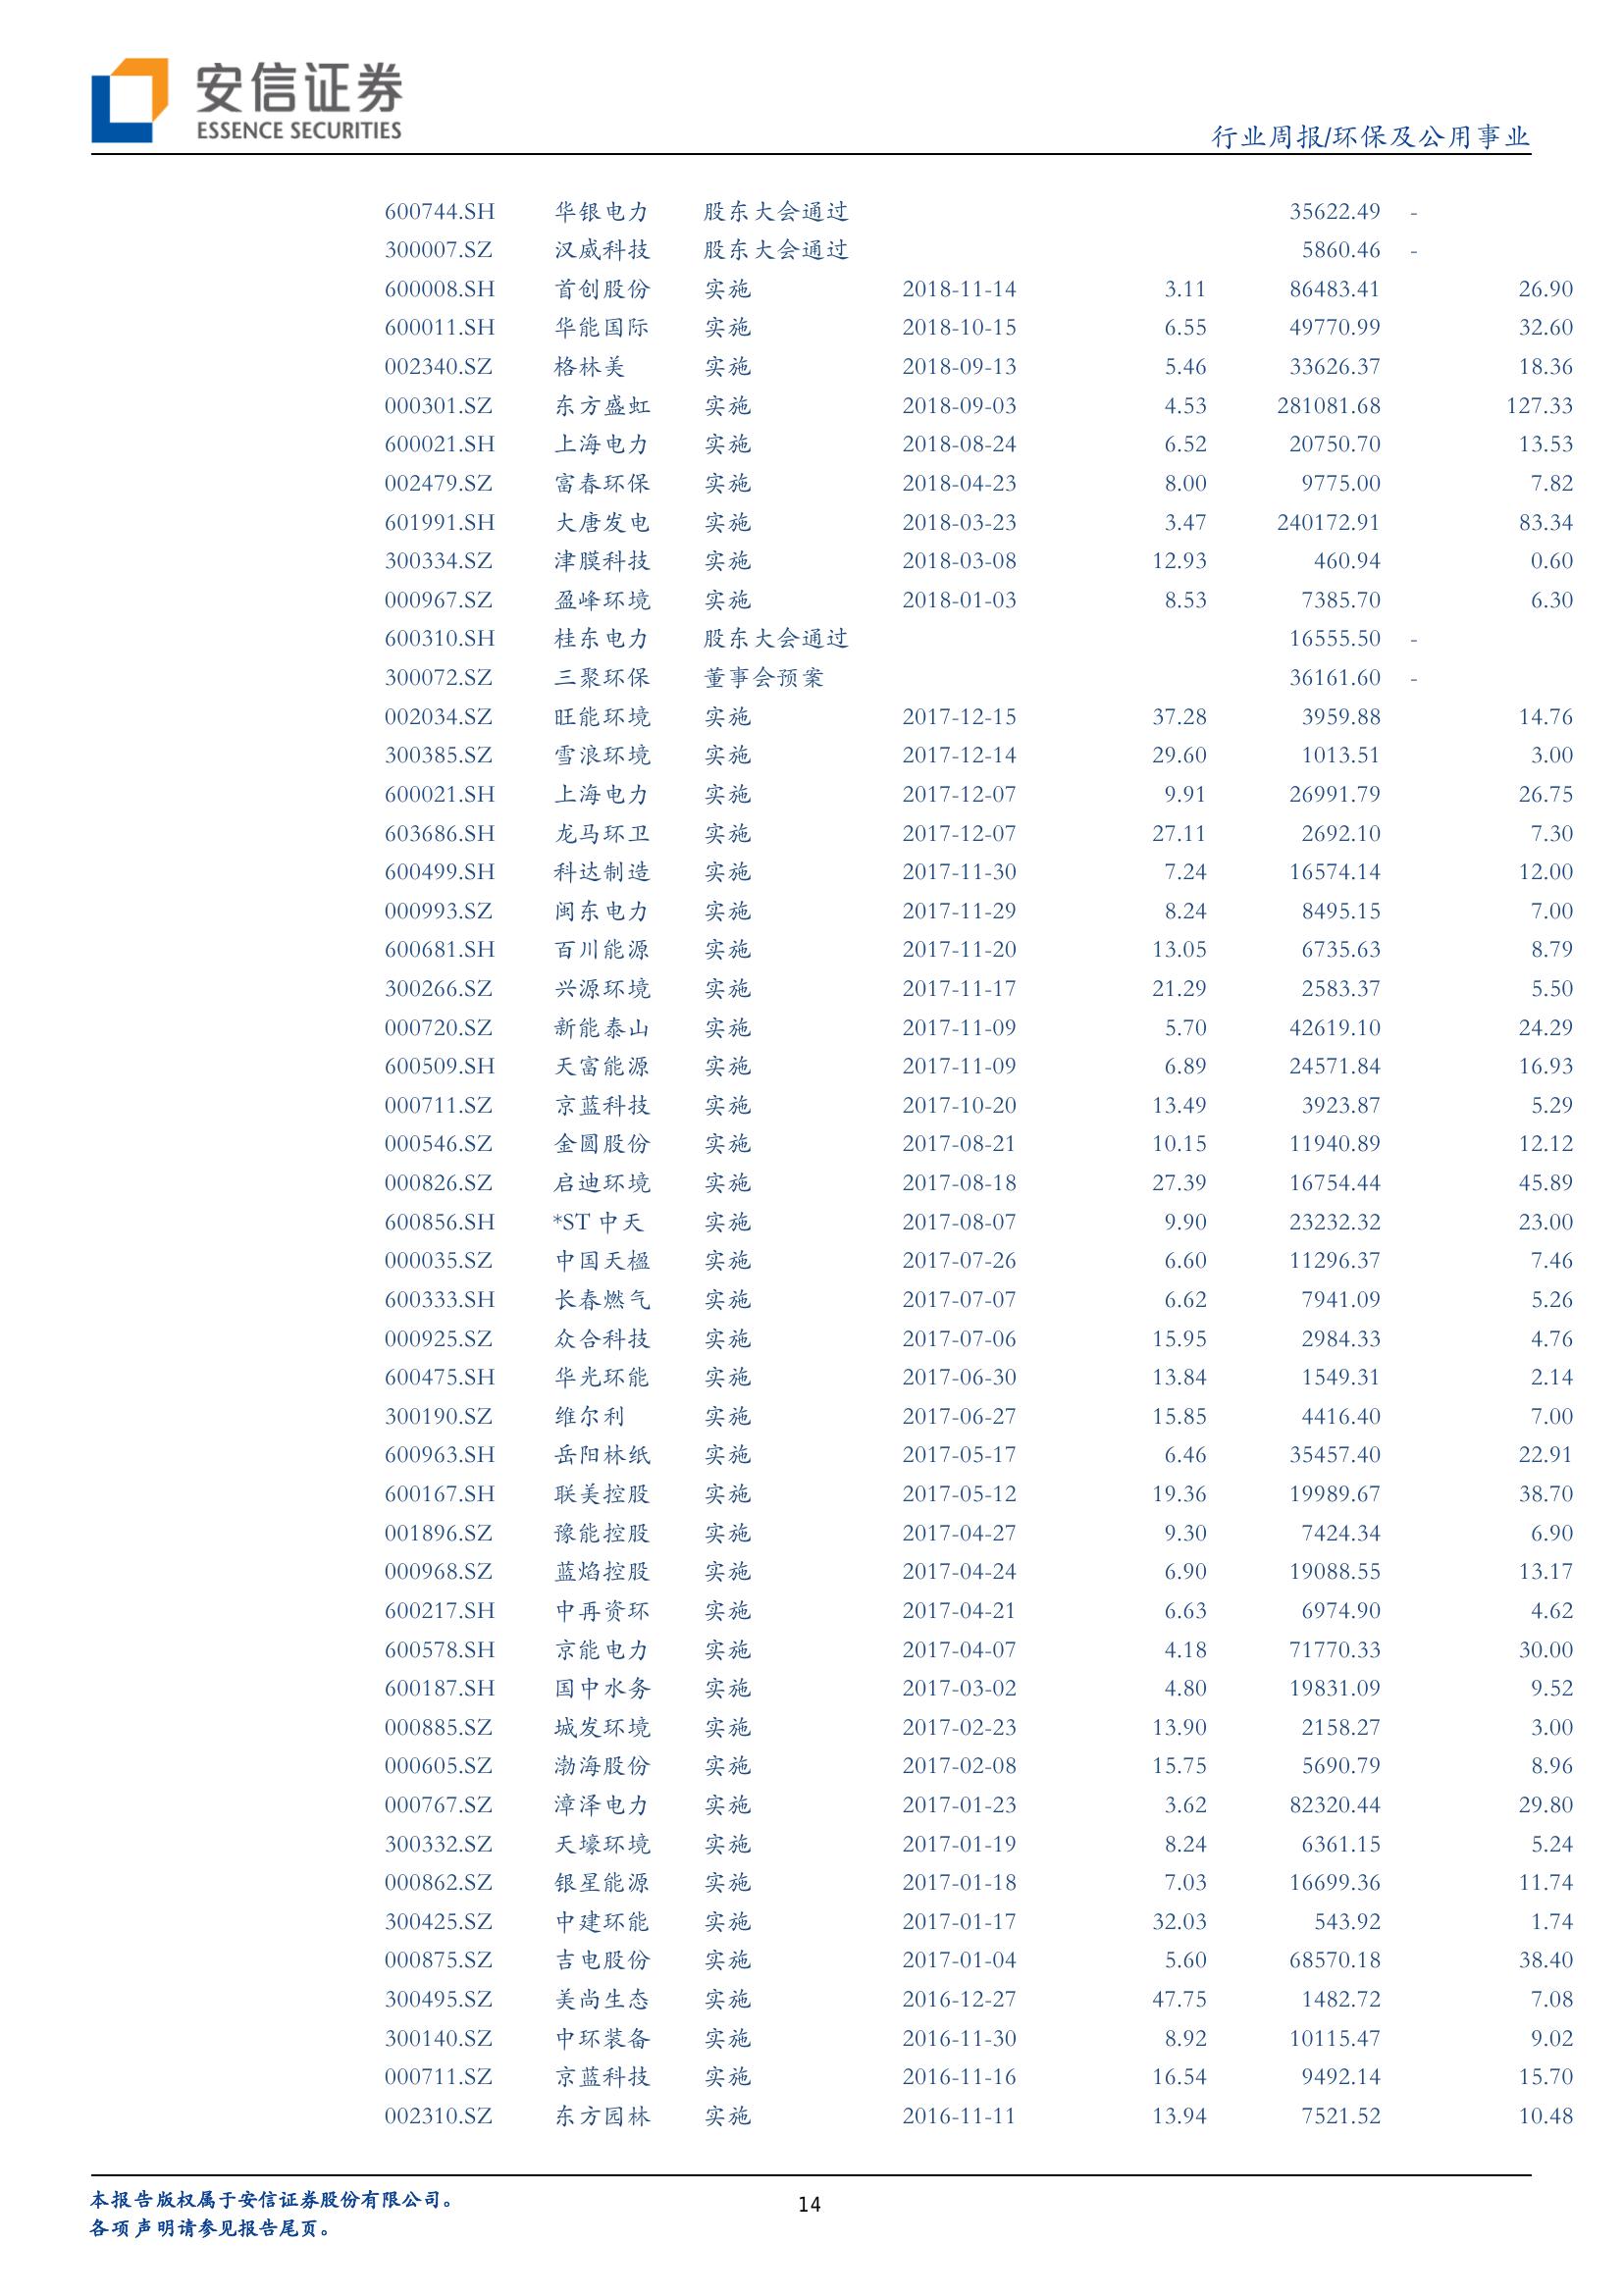 安信证券
ESSENCE SECURITIES
行业周报/环保及公用事业
600744.SH 华银电力 股东大会通过 35622.49 -
300007.SZ 汉威科技 股东大会通过 5860.46 -
600008.SH 首创股份 实施 2018-11-14 3.11 86483.41 26.90
600011.SH 华能国际 实施 2018-10-15 6.55 49770.99 32.60
002340.SZ 格林美 实施 2018-09-13 5.46 33626.37 18.36
000301.SZ 东方盛虹 实施 2018-09-03 4.53 281081.68 127.33
600021.SH 上海电力 实施 2018-08-24 6.52 20750.70 13.53
002479.SZ 富春环保 实施 2018-04-23 8.00 9775.00 7.82
601991.SH 大唐发电 实施 2018-03-23 3.47 240172.91 83.34
300334.SZ 津膜科技 实施 2018-03-08 12.93 460.94 0.60
000967.SZ 盈峰环境 实施 2018-01-03 8.53 7385.70 6.30
600310.SH 桂东电力 股东大会通过 16555.50 -
300072.SZ 三聚环保 董事会预案 36161.60 -
002034.SZ 旺能环境 实施 2017-12-15 37.28 3959.88 14.76
300385.SZ 雪浪环境 实施 2017-12-14 29.60 1013.51 3.00
600021.SH 上海电力 实施 2017-12-07 9.91 26991.79 26.75
603686.SH 龙马环卫 实施 2017-12-07 27.11 2692.10 7.30
600499.SH 科达制造 实施 2017-11-30 7.24 16574.14 12.00
000993.SZ 闽东电力 实施 2017-11-29 8.24 8495.15 7.00
600681.SH 百川能源 实施 2017-11-20 13.05 6735.63 8.79
300266.SZ 兴源环境 实施 2017-11-17 21.29 2583.37 5.50
000720.SZ 新能泰山 实施 2017-11-09 5.70 42619.10 24.29
600509.SH 天富能源 实施 2017-11-09 6.89 24571.84 16.93
000711.SZ 京蓝科技 实施 2017-10-20 13.49 3923.87 5.29
000546.SZ 金圆股份 实施 2017-08-21 10.15 11940.89 12.12
000826.SZ 启迪环境 实施 2017-08-18 27.39 16754.44 45.89
600856.SH *ST 中天 实施 2017-08-07 9.90 23232.32 23.00
000035.SZ 中国天楹 实施 2017-07-26 6.60 11296.37 7.46
600333.SH 长春燃气 实施 2017-07-07 6.62 7941.09 5.26
000925.SZ 众合科技 实施 2017-07-06 15.95 2984.33 4.76
600475.SH 华光环能 实施 2017-06-30 13.84 1549.31 2.14
300190.SZ 维尔利 实施 2017-06-27 15.85 4416.40 7.00
600963.SH 岳阳林纸 实施 2017-05-17 6.46 35457.40 22.91
600167.SH 联美控股 实施 2017-05-12 19.36 19989.67 38.70
001896.SZ 豫能控股 实施 2017-04-27 9.30 7424.34 6.90
000968.SZ 蓝焰控股 实施 2017-04-24 6.90 19088.55 13.17
600217.SH 中再资环 实施 2017-04-21 6.63 6974.90 4.62
600578.SH 京能电力 实施 2017-04-07 4.18 71770.33 30.00
600187.SH 国中水务 实施 2017-03-02 4.80 19831.09 9.52
000885.SZ 城发环境 实施 2017-02-23 13.90 2158.27 3.00
000605.SZ 渤海股份 实施 2017-02-08 15.75 5690.79 8.96
000767.SZ 漳泽电力 实施 2017-01-23 3.62 82320.44 29.80
300332.SZ 天壕环境 实施 2017-01-19 8.24 6361.15 5.24
000862.SZ 银星能源 实施 2017-01-18 7.03 16699.36 11.74
300425.SZ 中建环能 实施 2017-01-17 32.03 543.92 1.74
000875.SZ 吉电股份 实施 2017-01-04 5.60 68570.18 38.40
300495.SZ 美尚生态 实施 2016-12-27 47.75 1482.72 7.08
300140.SZ 中环装备 实施 2016-11-30 8.92 10115.47 9.02
000711.SZ 京蓝科技 实施 2016-11-16 16.54 9492.14 15.70
002310.SZ 东方园林 实施 2016-11-11 13.94 7521.52 10.48
本报告版权属于安信证券股份有限公司。
各项声明请参见报告尾页。
14